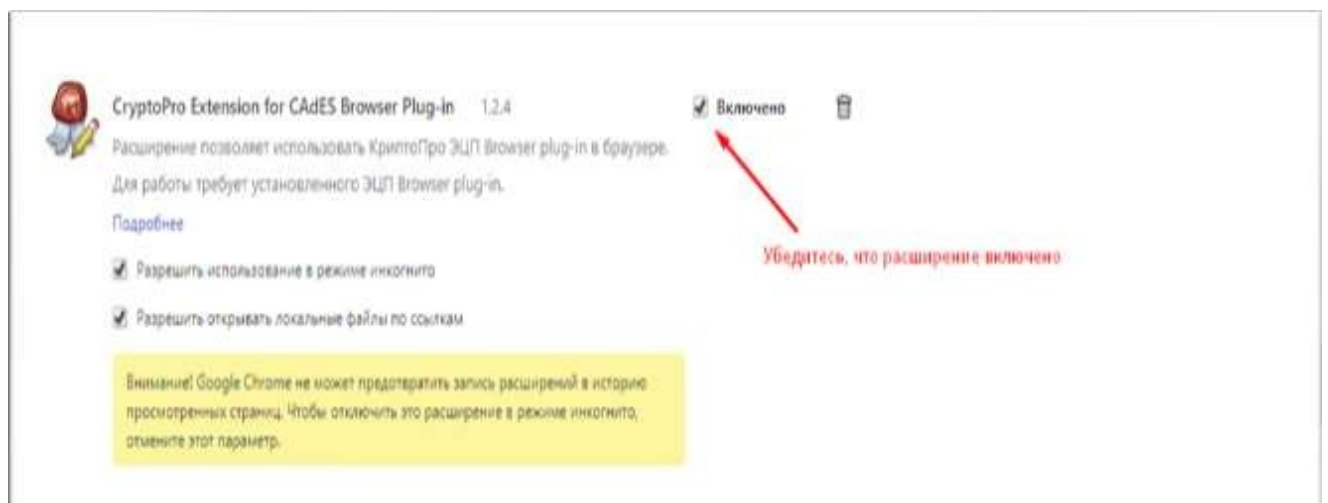 CryptoPro Extension for CAdES Browser Plug-in 1.2.4 Включено
Расширение позволяет использовать КриптоПро ЭЦП Browser plug-in в браузере.
Для работы требует установленного ЭЦП Browser plug-in.
Подробнее
Убедитесь, что расширение включено
Разрешить использование в режиме инкогнито
Разрешить открывать локальные файлы по ссылкам
Внимание! Google Chrome не может предотвратить запись расширений в историю
просмотренных страниц. Чтобы отключить это расширение в режиме инкогнито,
отмените этот параметр.